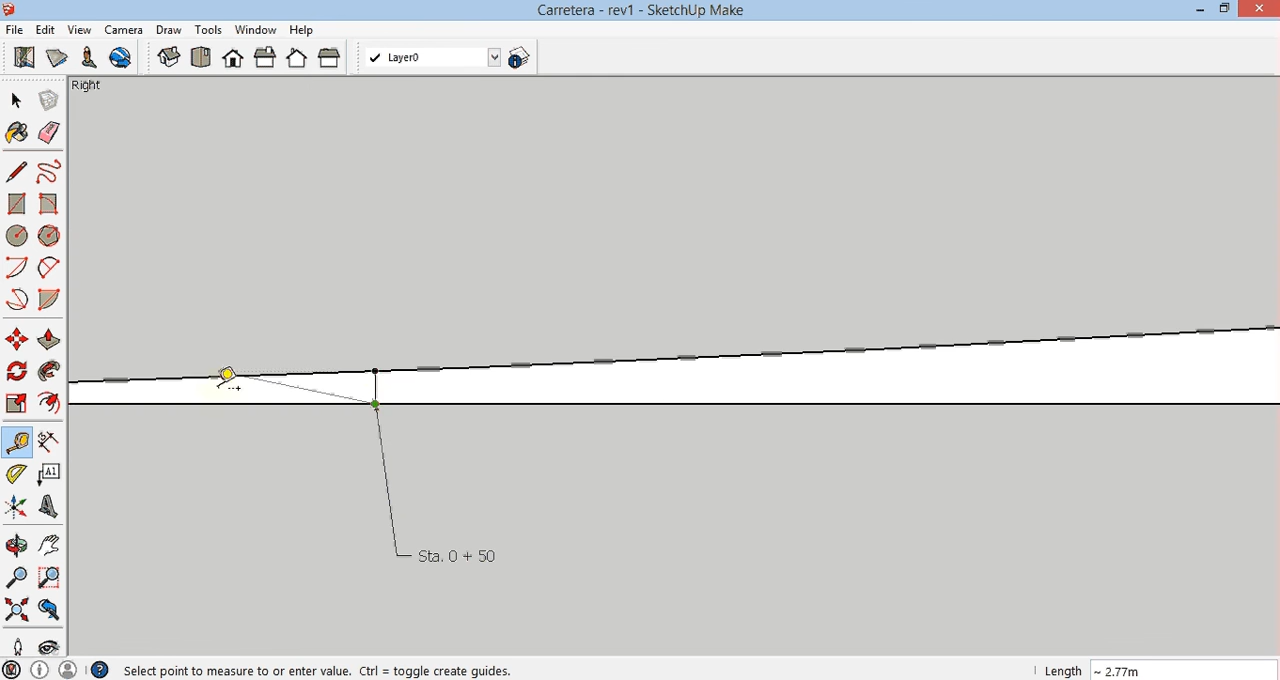 Carretera - rev1 - SketchUp Make
File Edit View Camera Draw Tools Window Help
Layer0
Right
A1
Sta. 0 + 50
Select point to measure to or enter value. Ctrl = toggle create guides.
Length ~ 2.77m